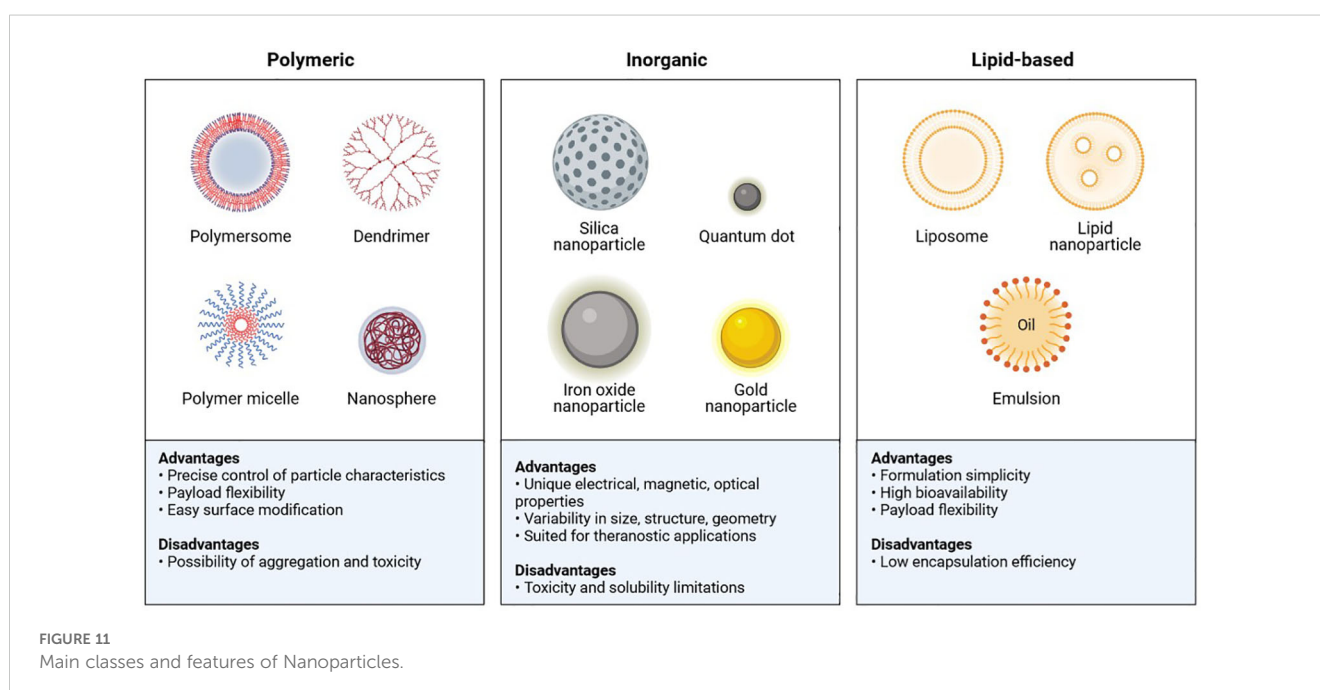 Polymeric
Polymersome
Dendrimer
Polymer micelle
Nanosphere
Advantages
• Precise control of particle characteristics
• Payload flexibility
• Easy surface modification
Disadvantages
• Possibility of aggregation and toxicity
Inorganic
Silica
nanoparticle
Quantum dot
Iron oxide
nanoparticle
Gold
nanoparticle
Advantages
• Unique electrical, magnetic, optical
properties
• Variability in size, structure, geometry
• Suited for theranostic applications
Disadvantages
• Toxicity and solubility limitations
Lipid-based
Liposome
Lipid
nanoparticle
Oil
Emulsion
Advantages
• Formulation simplicity
• High bioavailability
• Payload flexibility
Disadvantages
• Low encapsulation efficiency
FIGURE 11
Main classes and features of Nanoparticles.